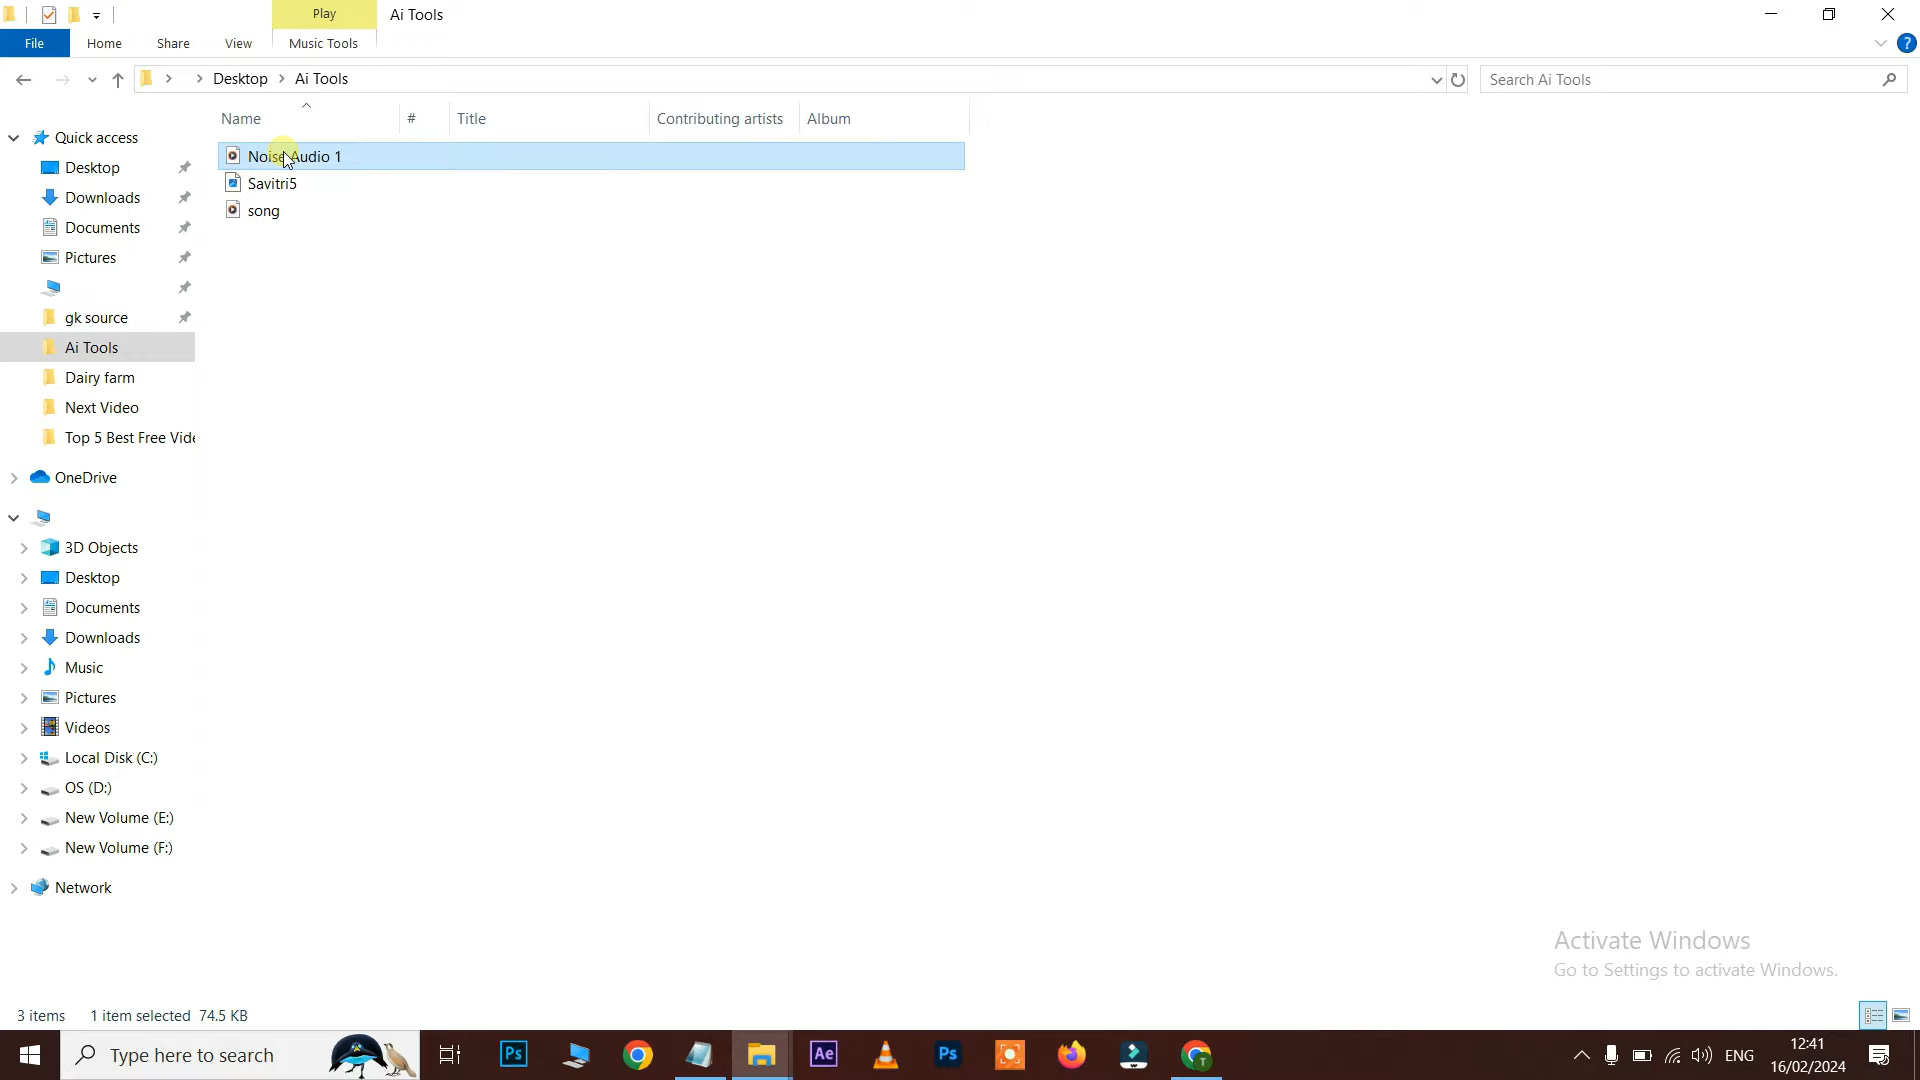 Play
Ai Tools
File
Home
Share
View
Music Tools
?
Desktop
Ai Tools
Search Ai Tools
Name
#
Title
Contributing artists
Album
Quick access
Desktop
Downloads
Documents
Pictures
gk source
Ai Tools
Dairy farm
Next Video
Top 5 Best Free Vide
OneDrive
3D Objects
Desktop
Documents
Downloads
Music
Pictures
Videos
Local Disk (C:)
OS (D:)
New Volume (E:)
New Volume (F:)
Network
Noise Audio 1
Savitri5
song
Activate Windows
Go to Settings to activate Windows.
3 items
1 item selected 74.5 KB
Type here to search
Ps
Ae
Ps
T
ENG
12:41
16/02/2024